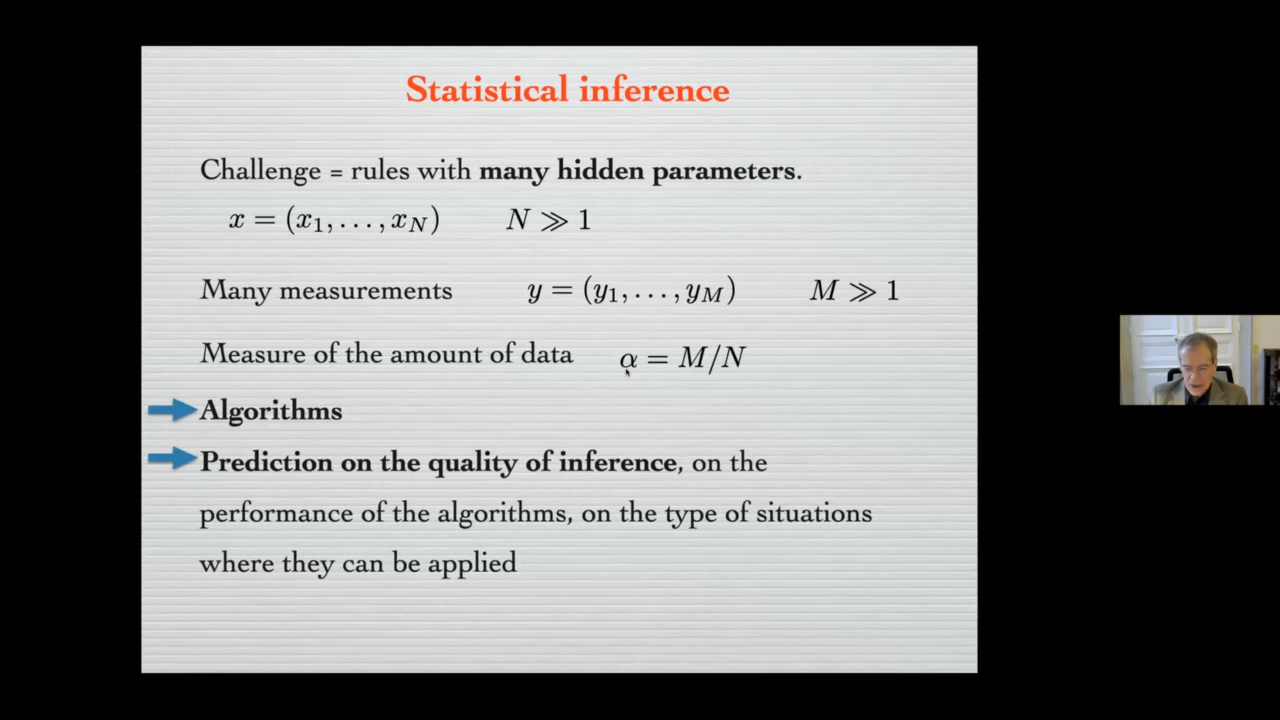 Statistical inference
Challenge = rules with many hidden parameters.
x = (x₁, . . . , x_N)  N ≫ 1
Many measurements  y = (y₁, . . . , y_M)  M ≫ 1
Measure of the amount of data  α = M/N
Algorithms
Prediction on the quality of inference, on the
performance of the algorithms, on the type of situations
where they can be applied